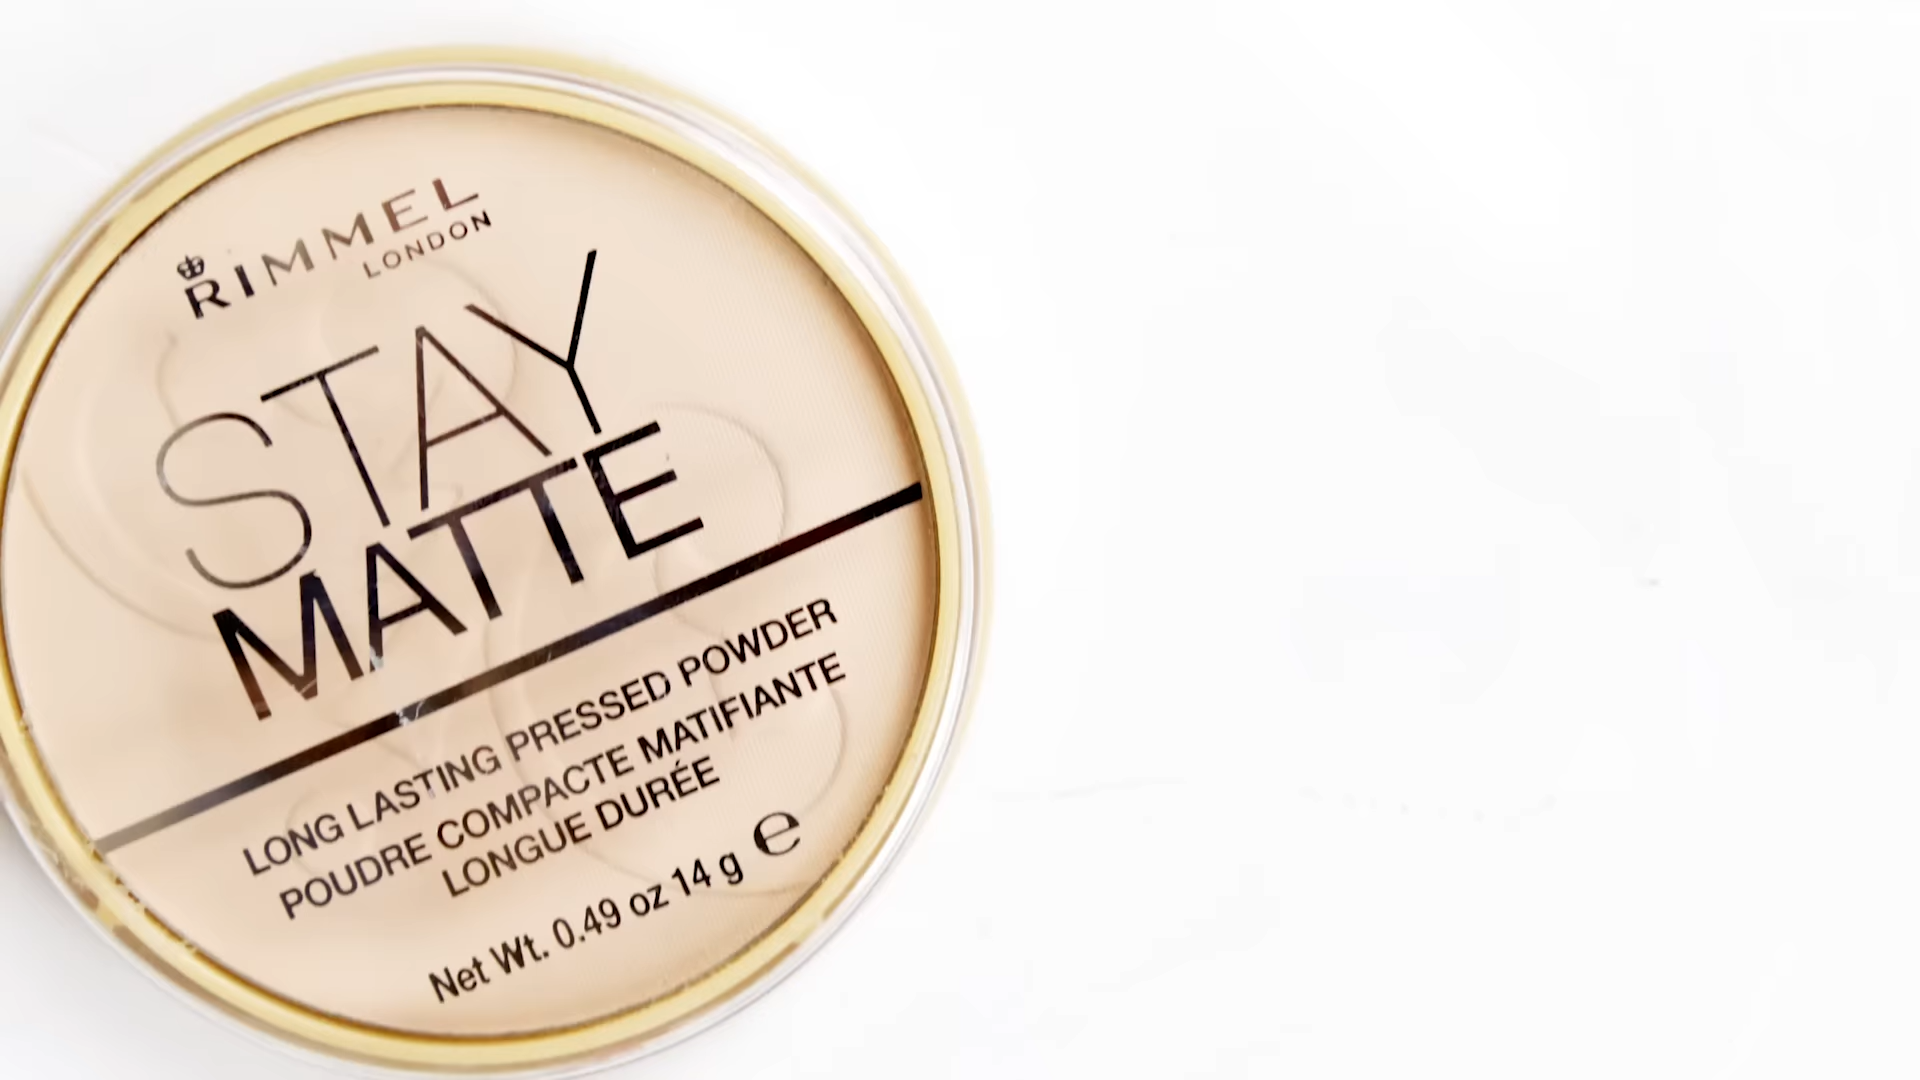 RIMMEL
LONDON
STAY
MATTE
LONG LASTING PRESSED POWDER
POUDRE COMPACTE MATIFIANTE
LONGUE DURÉE
Net Wt. 0.49 oz 14 g ℮